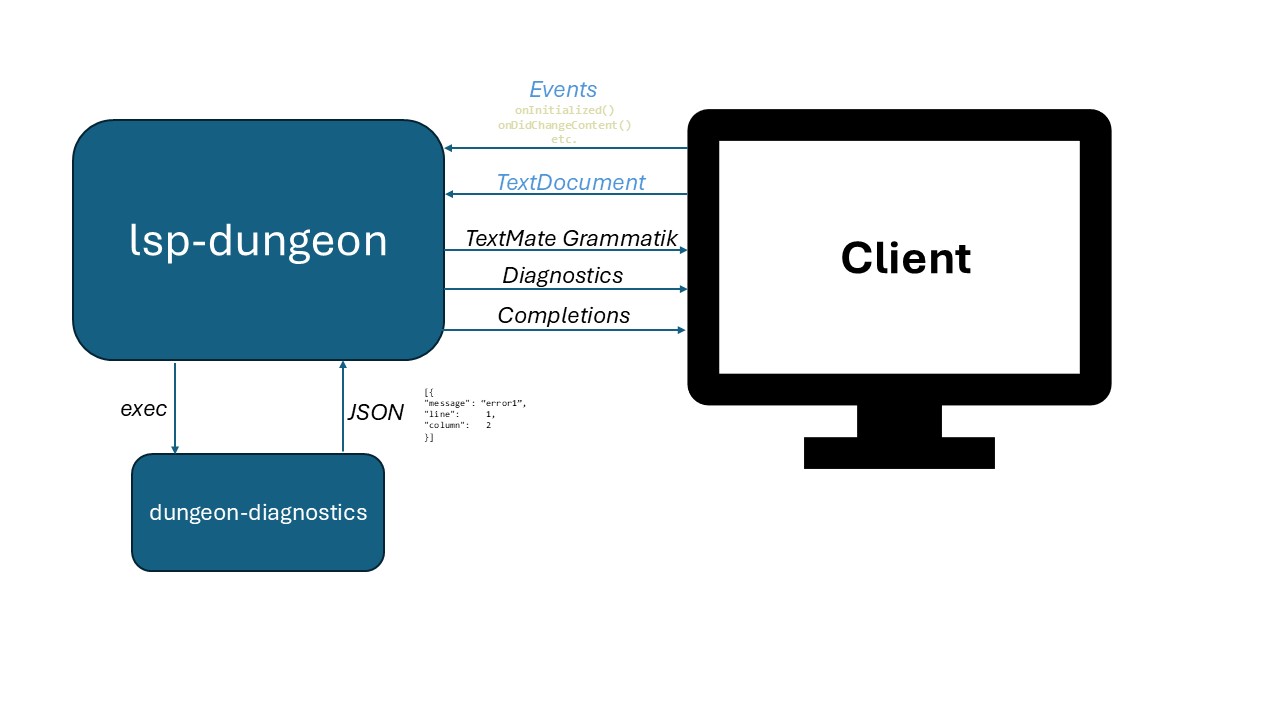 Events
onInitialized()
onDidChangeContent()
etc.
TextDocument
lsp-dungeon
TextMate Grammatik
Client
Diagnostics
Completions
exec
JSON
[{
"message": “error1”,
"line":     1,
"column":   2
}]
dungeon-diagnostics